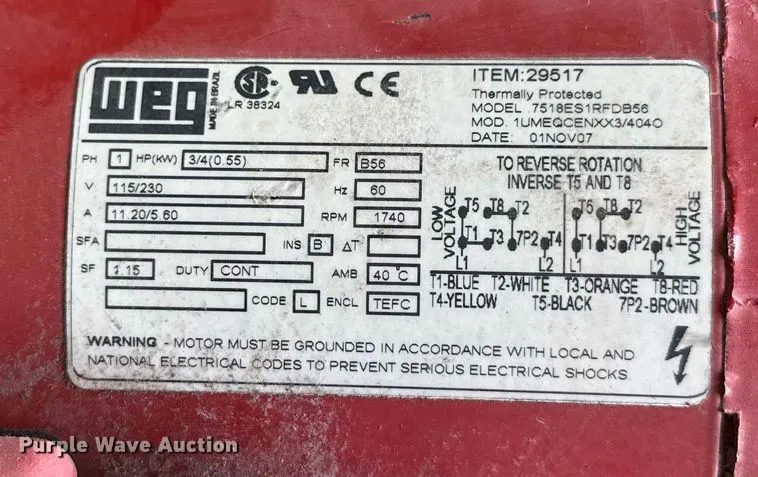 WEG
MADE IN BRAZIL
SA
LR 38324
RU
CE
ITEM:29517
Thermally Protected
MODEL .7518ES1RFDB56
MOD. 1UMEQCENXX3/404O
DATE: 01NOV07
PH 1 HP(KW) 3/4(0.55) FR B56
V 115/230 Hz 60
A 11.20/5.60 RPM 1740
SFA INS B ΔT
SF 1.15 DUTY CONT AMB 40°C
CODE L ENCL TEFC
TO REVERSE ROTATION
INVERSE T5 AND T8
LOW VOLTAGE
T5 T8 T2
T1 T3 7P2 T4
L1 L2
T5 T8 T2
T1 T3 7P2 T4
L1 L2
HIGH VOLTAGE
T1-BLUE T2-WHITE T3-ORANGE T8-RED
T4-YELLOW T5-BLACK 7P2-BROWN
WARNING - MOTOR MUST BE GROUNDED IN ACCORDANCE WITH LOCAL AND
NATIONAL ELECTRICAL CODES TO PREVENT SERIOUS ELECTRICAL SHOCKS.
Purple Wave Auction